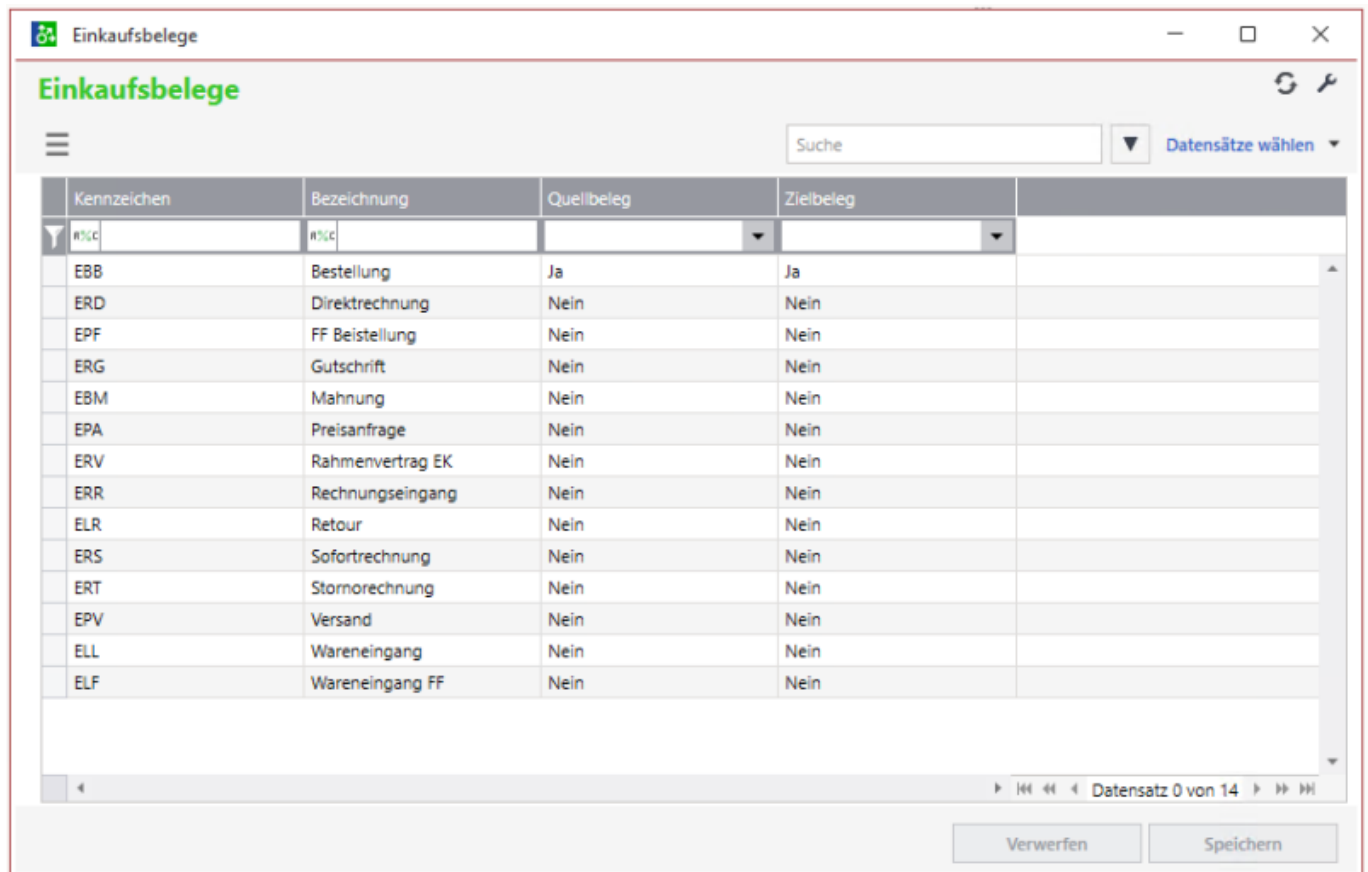 Einkaufsbelege
Einkaufsbelege
Suche Datensätze wählen
Kennzeichen Bezeichnung Quellbeleg Zielbeleg
EBB Bestellung Ja Ja
ERD Direktrechnung Nein Nein
EPF FF Beistellung Nein Nein
ERG Gutschrift Nein Nein
EBM Mahnung Nein Nein
EPA Preisanfrage Nein Nein
ERV Rahmenvertrag EK Nein Nein
ERR Rechnungseingang Nein Nein
ELR Retour Nein Nein
ERS Sofortrechnung Nein Nein
ERT Stornorechnung Nein Nein
EPV Versand Nein Nein
ELL Wareneingang Nein Nein
ELF Wareneingang FF Nein Nein
Datensatz 0 von 14
Verwerfen Speichern